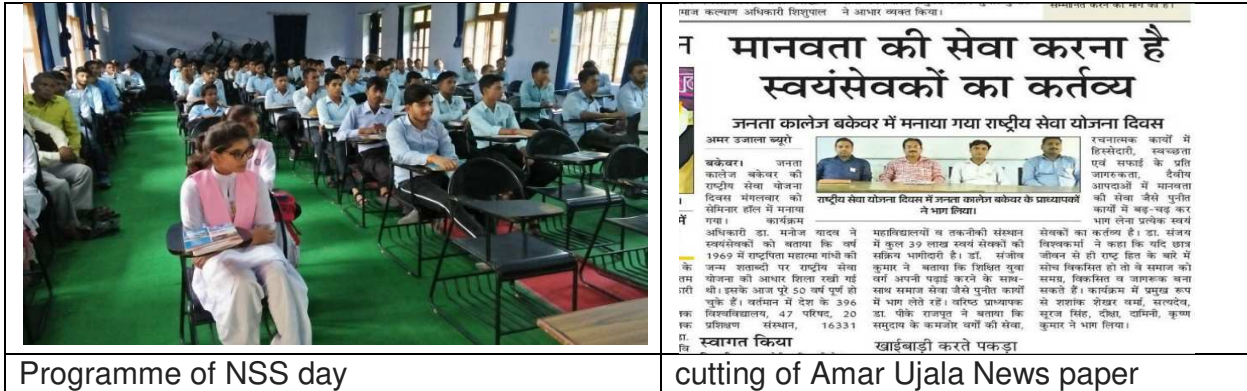 माज कल्याण अधिकारी शिशुपाल ने आभार व्यक्त किया।
सम्मानित करने की मांग की है।
मानवता की सेवा करना है
स्वयंसेवकों का कर्तव्य
जनता कालेज बकेवर में मनाया गया राष्ट्रीय सेवा योजना दिवस
अमर उजाला ब्यूरो
बकेवर। जनता
कालेज बकेवर की
राष्ट्रीय सेवा योजना
दिवस मंगलवार को
सेमिनार हॉल में मनाया
गया। कार्यक्रम
अधिकारी डा. मनोज यादव ने
स्वयंसेवकों को बताया कि वर्ष
1969 में राष्ट्रपिता महात्मा गांधी की
जन्म शताब्दी पर राष्ट्रीय सेवा
योजना की आधार शिला रखी गई
थी। इसके आज पूरे 50 वर्ष पूर्ण हो
चुके हैं। वर्तमान में देश के 396
विश्वविद्यालय, 47 परिषद, 20
प्रशिक्षण संस्थान, 16331
राष्ट्रीय सेवा योजना दिवस में जनता कालेज बकेवर के प्राध्यापकों
ने भाग लिया।
महाविद्यालयों व तकनीकी संस्थान
में कुल 39 लाख स्वयं सेवकों की
सक्रिय भागीदारी है। डॉ. संजीव
कुमार ने बताया कि शिक्षित युवा
वर्ग अपनी पढ़ाई करने के साथ-
साथ समाज सेवा जैसे पुनीत कार्यों
में भाग लेते रहें। वरिष्ठ प्राध्यापक
डा. पीके राजपूत ने बताया कि
समुदाय के कमजोर वर्गों की सेवा,
रचनात्मक कार्यों में
हिस्सेदारी, स्वच्छता
एवं सफाई के प्रति
जागरुकता, दैवीय
आपदाओं में मानवता
की सेवा जैसे पुनीत
कार्यों में बढ़-चढ़ कर
भाग लेना प्रत्येक स्वयं
सेवकों का कर्तव्य है। डा. संजय
विश्वकर्मा ने कहा कि यदि छात्र
जीवन से ही राष्ट्र हित के बारे में
सोच विकसित हो तो वे समाज को
समग्र, विकसित व जागरूक बना
सकते हैं। कार्यक्रम में प्रमुख रूप
से शशांक शेखर वर्मा, सत्यदेव,
सूरज सिंह, दीक्षा, दामिनी, कृष्ण
कुमार ने भाग लिया।
स्वागत किया
खाईबाड़ी करते पकड़ा
Programme of NSS day
cutting of Amar Ujala News paper